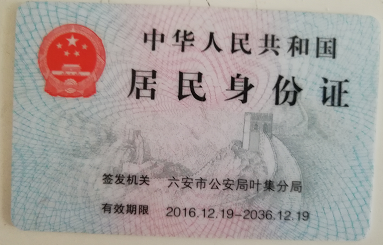 中华人民共和国
居民身份证
签发机关 六安市公安局叶集分局
有效期限 2016.12.19-2036.12.19